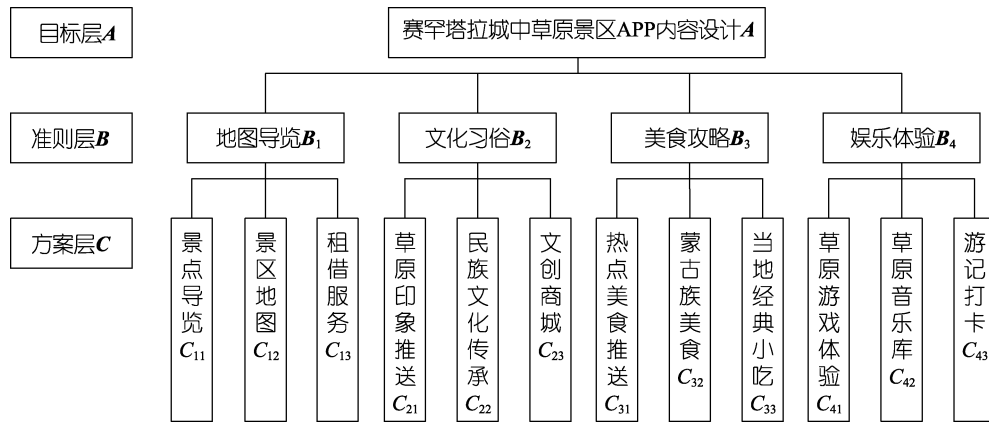 目标层A
赛罕塔拉城中草原景区APP内容设计A
准则层B
地图导览B₁
文化习俗B₂
美食攻略B₃
娱乐体验B₄
方案层C
景点导览C₁₁
景区地图C₁₂
租借服务C₁₃
草原印象推送C₂₁
民族文化传承C₂₂
文创商城C₂₃
热点美食推送C₃₁
蒙古族美食C₃₂
当地经典小吃C₃₃
草原游戏体验C₄₁
草原音乐库C₄₂
游记打卡C₄₃